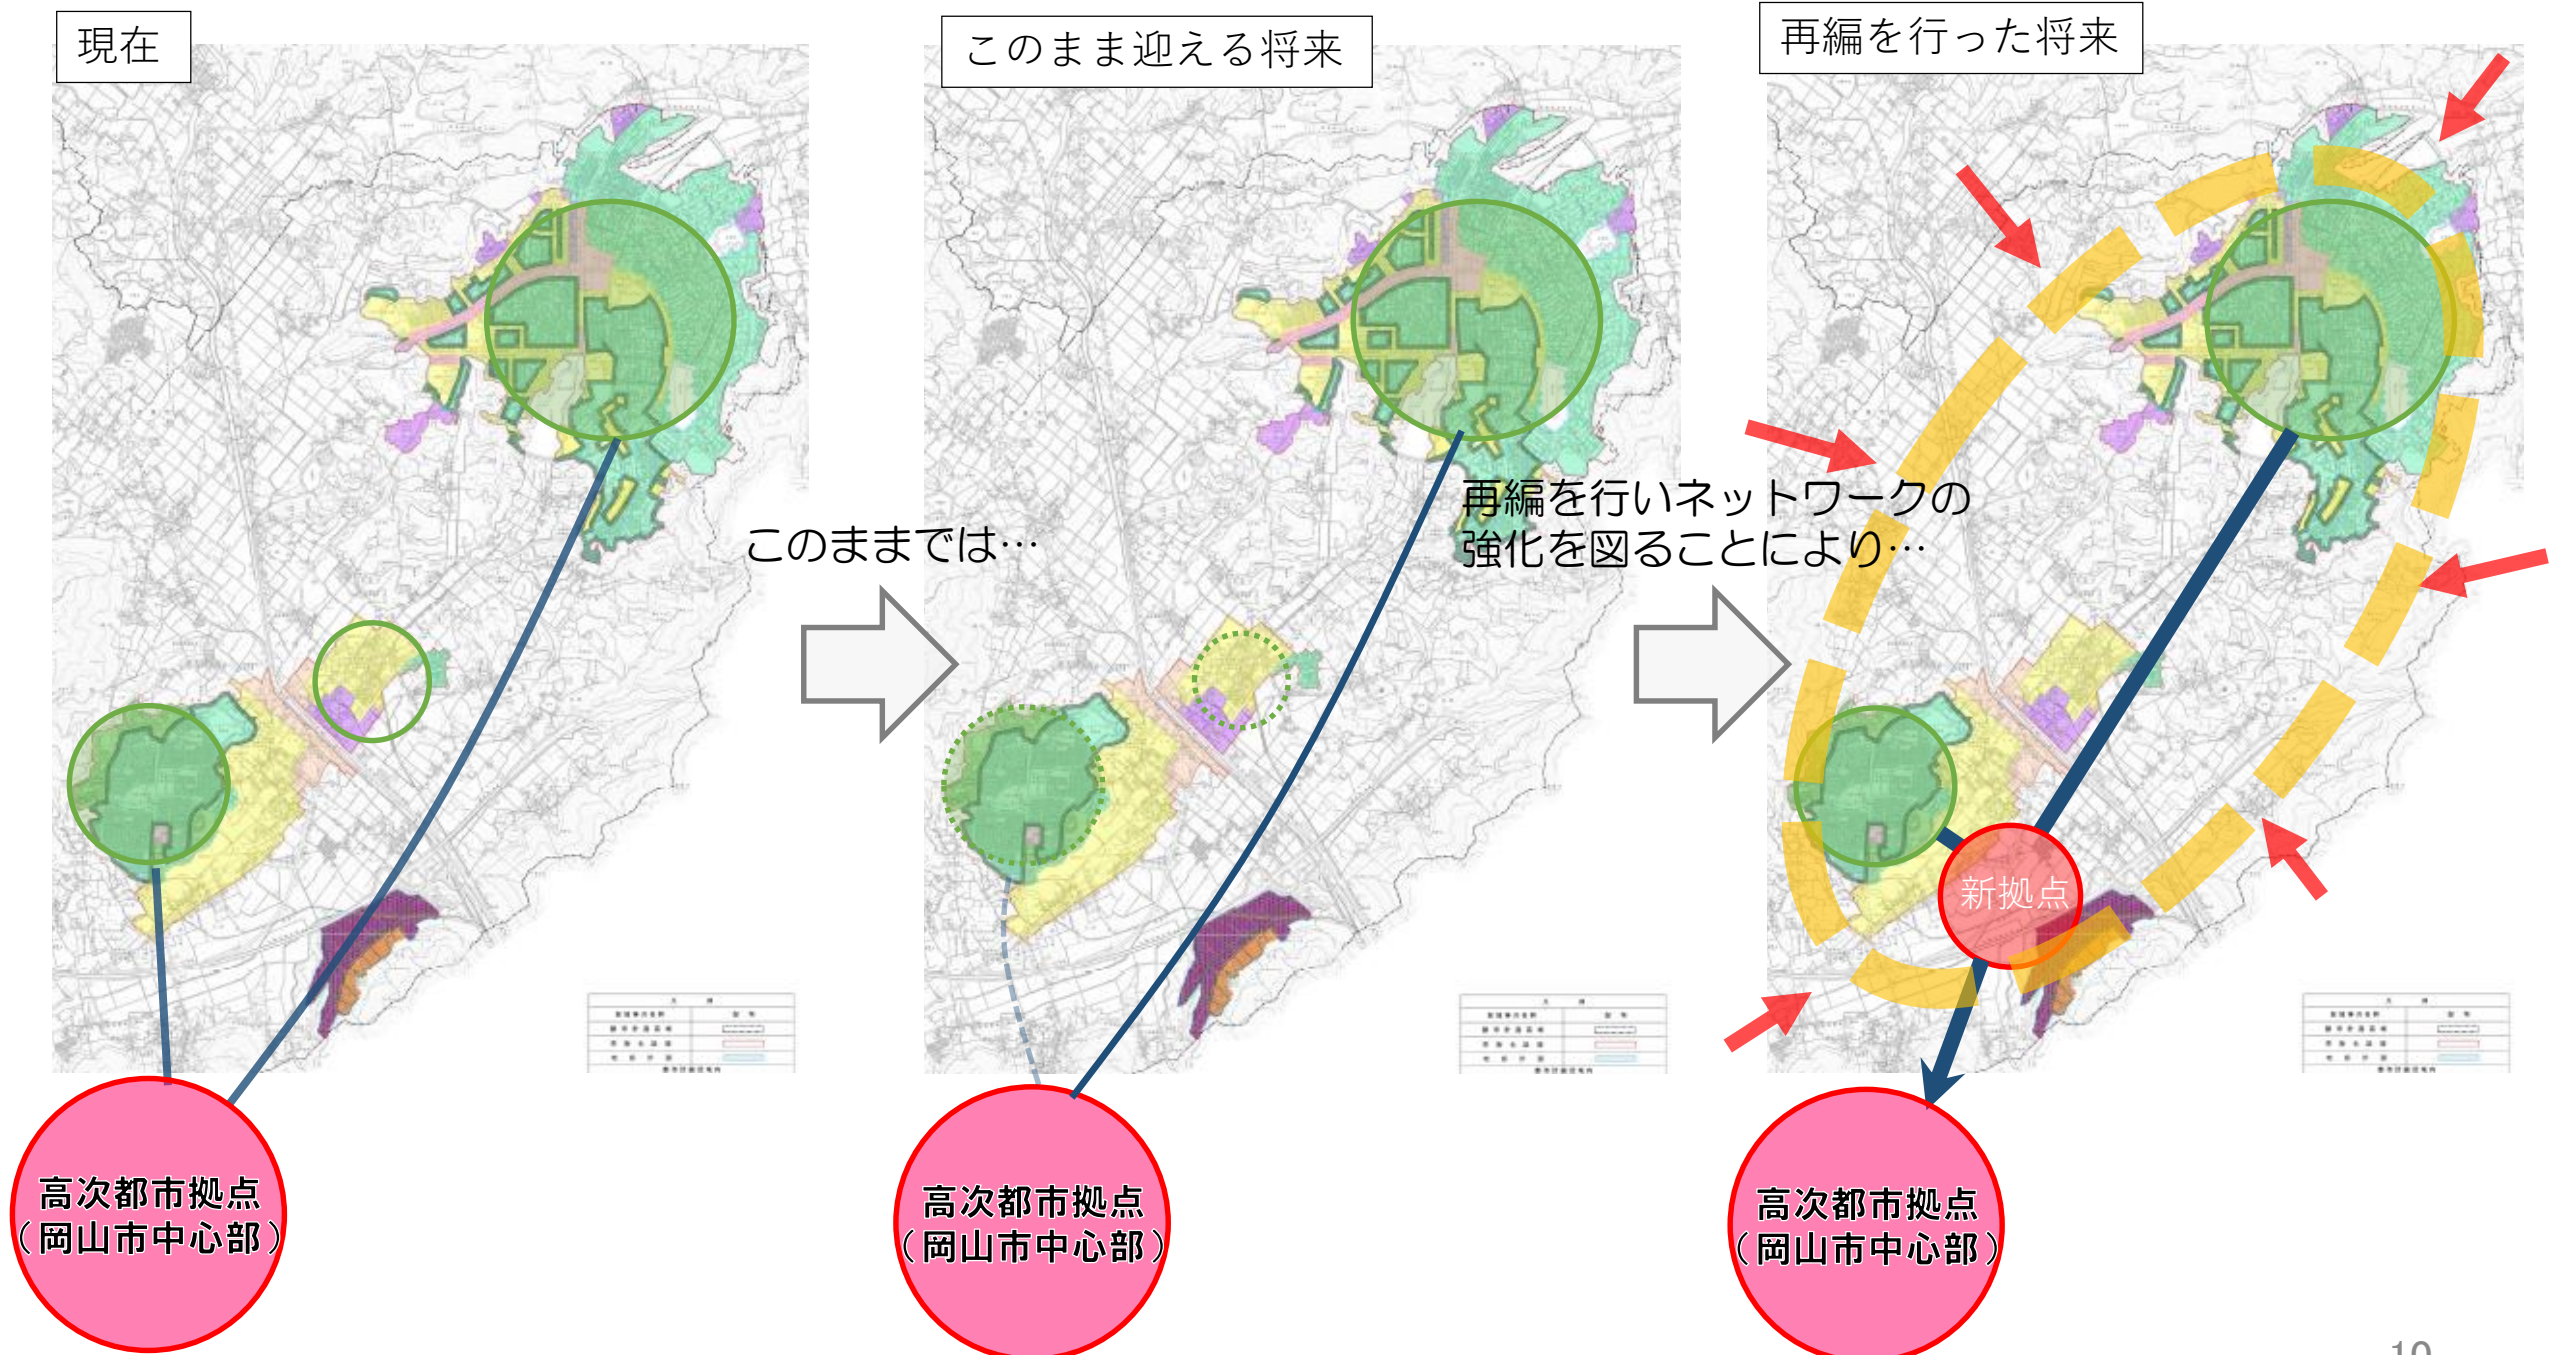 現在
このまま迎える将来
再編を行った将来
このままでは…
再編を行いネットワークの
強化を図ることにより…
新拠点
高次都市拠点
（岡山市中心部）
高次都市拠点
（岡山市中心部）
高次都市拠点
（岡山市中心部）